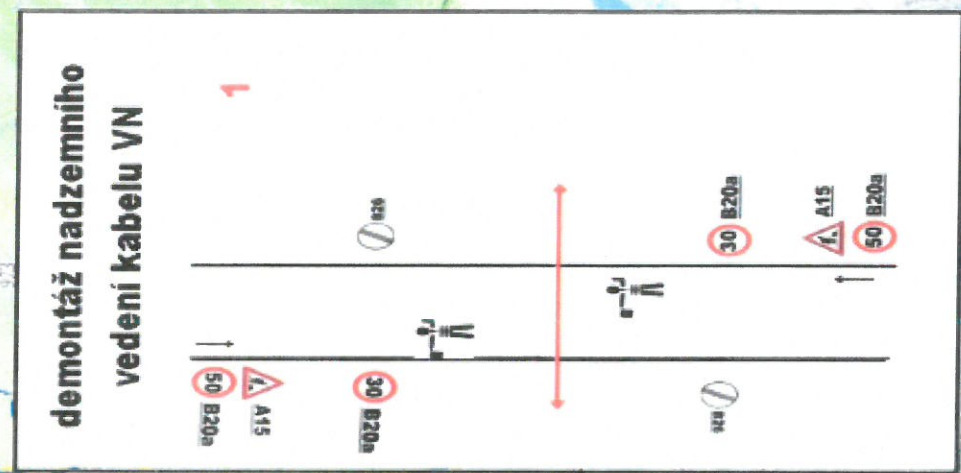 demontáž nadzemního
vedení kabelu VN
1
50 B20a
A15
30 B20a
B26
B26
30 B20a
A15
50 B20a